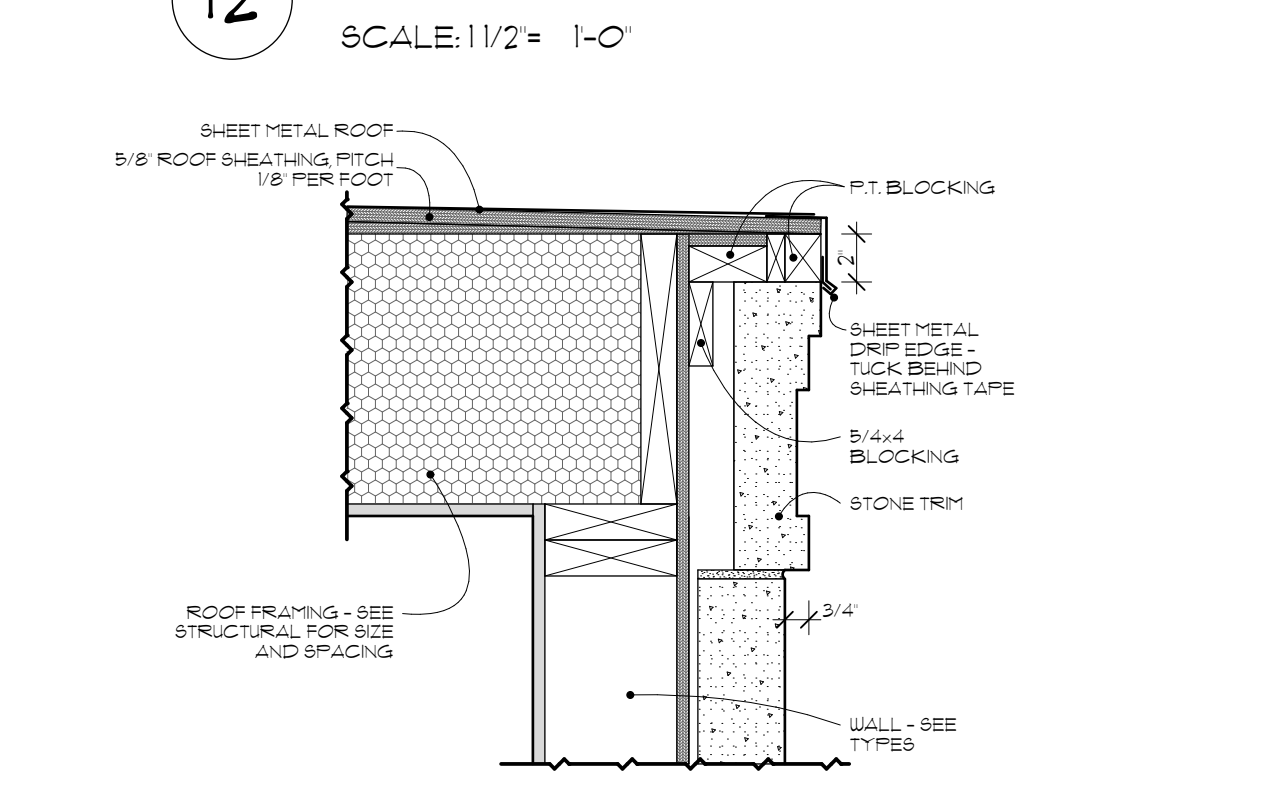 12
SCALE: 1 1/2"= 1'-0"
SHEET METAL ROOF
5/8" ROOF SHEATHING, PITCH
1/8" PER FOOT
P.T. BLOCKING
2"
SHEET METAL
DRIP EDGE -
TUCK BEHIND
SHEATHING TAPE
5/4x4
BLOCKING
STONE TRIM
ROOF FRAMING - SEE
STRUCTURAL FOR SIZE
AND SPACING
3/4"
WALL - SEE
TYPES